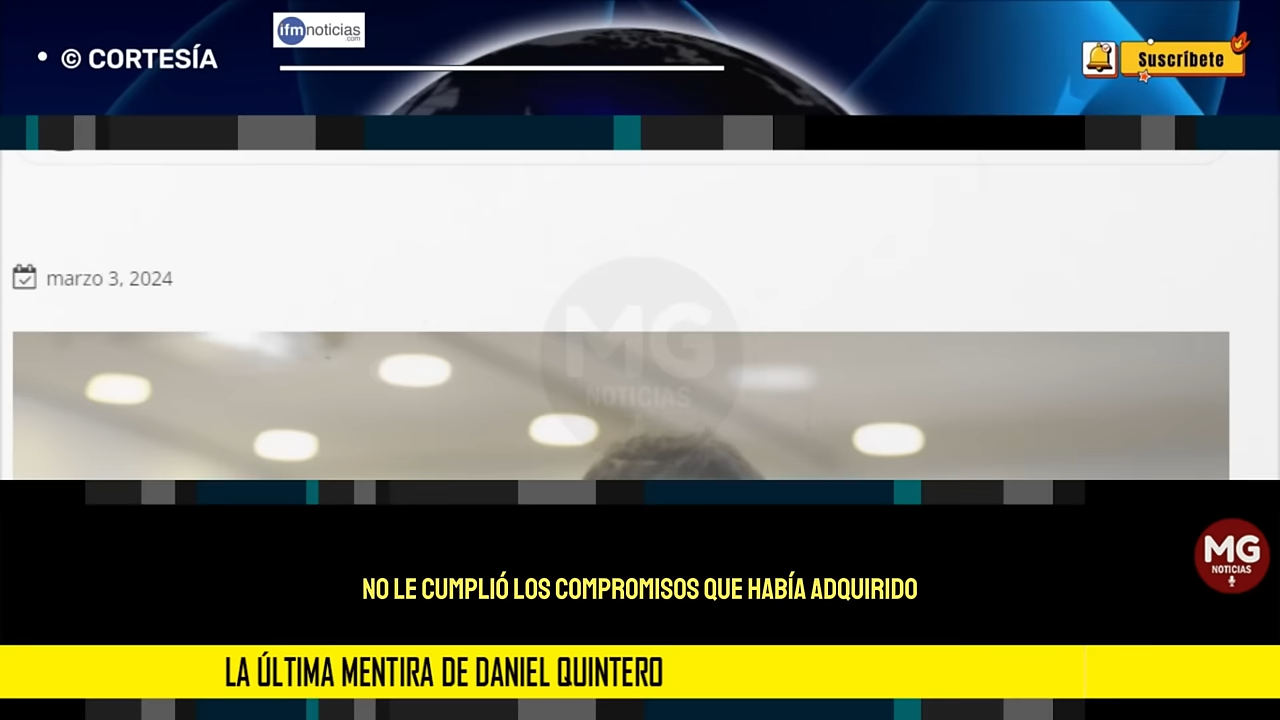 ifmnoticias
.com
• © CORTESÍA
Suscríbete
marzo 3, 2024
MG
NOTICIAS
MG
NOTICIAS
NO LE CUMPLIÓ LOS COMPROMISOS QUE HABÍA ADQUIRIDO
LA ÚLTIMA MENTIRA DE DANIEL QUINTERO